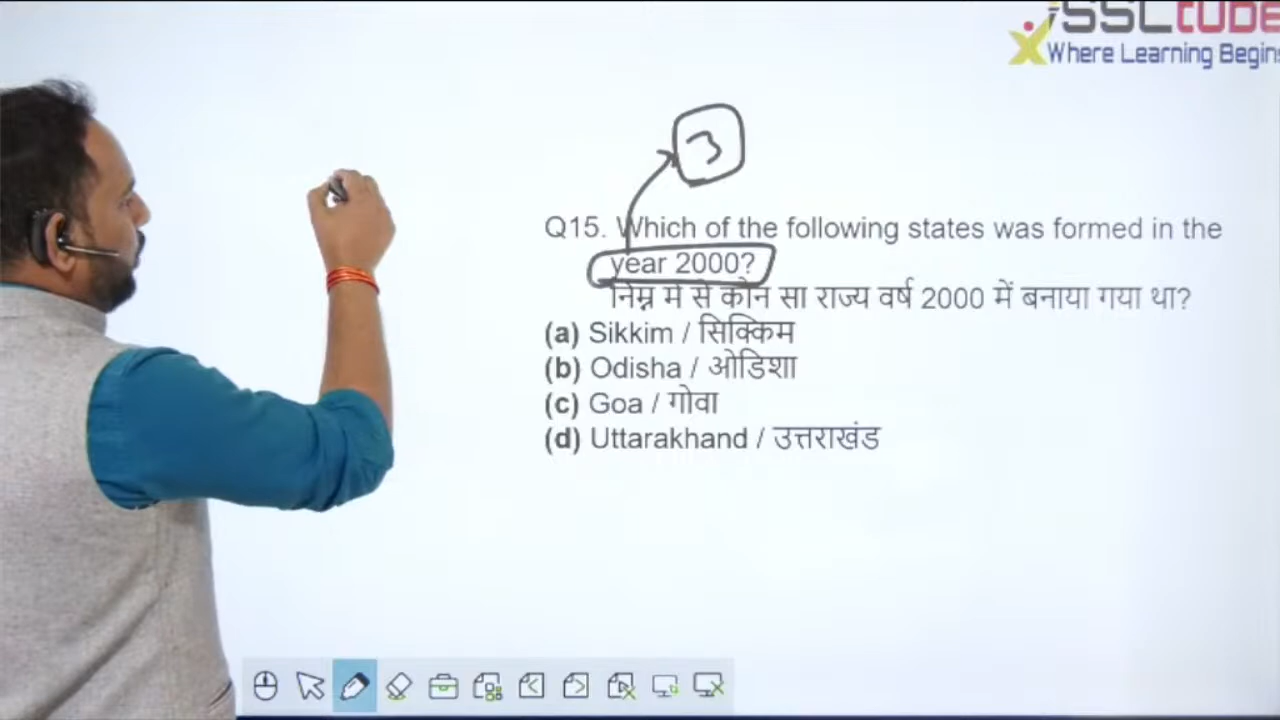 SSCtube
Where Learning Begins
3
Q15. Which of the following states was formed in the
year 2000?
निम्न में से कौन सा राज्य वर्ष 2000 में बनाया गया था?
(a) Sikkim / सिक्किम
(b) Odisha / ओडिशा
(c) Goa / गोवा
(d) Uttarakhand / उत्तराखंड